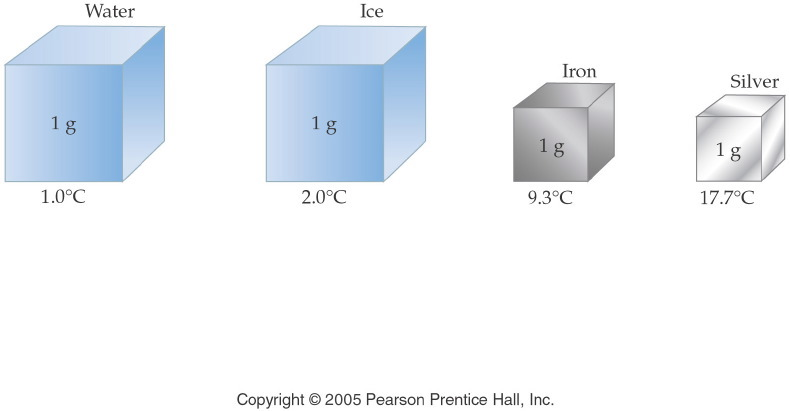 Water
Ice
Iron
Silver
1 g
1 g
1 g
1 g
1.0°C
2.0°C
9.3°C
17.7°C
Copyright © 2005 Pearson Prentice Hall, Inc.